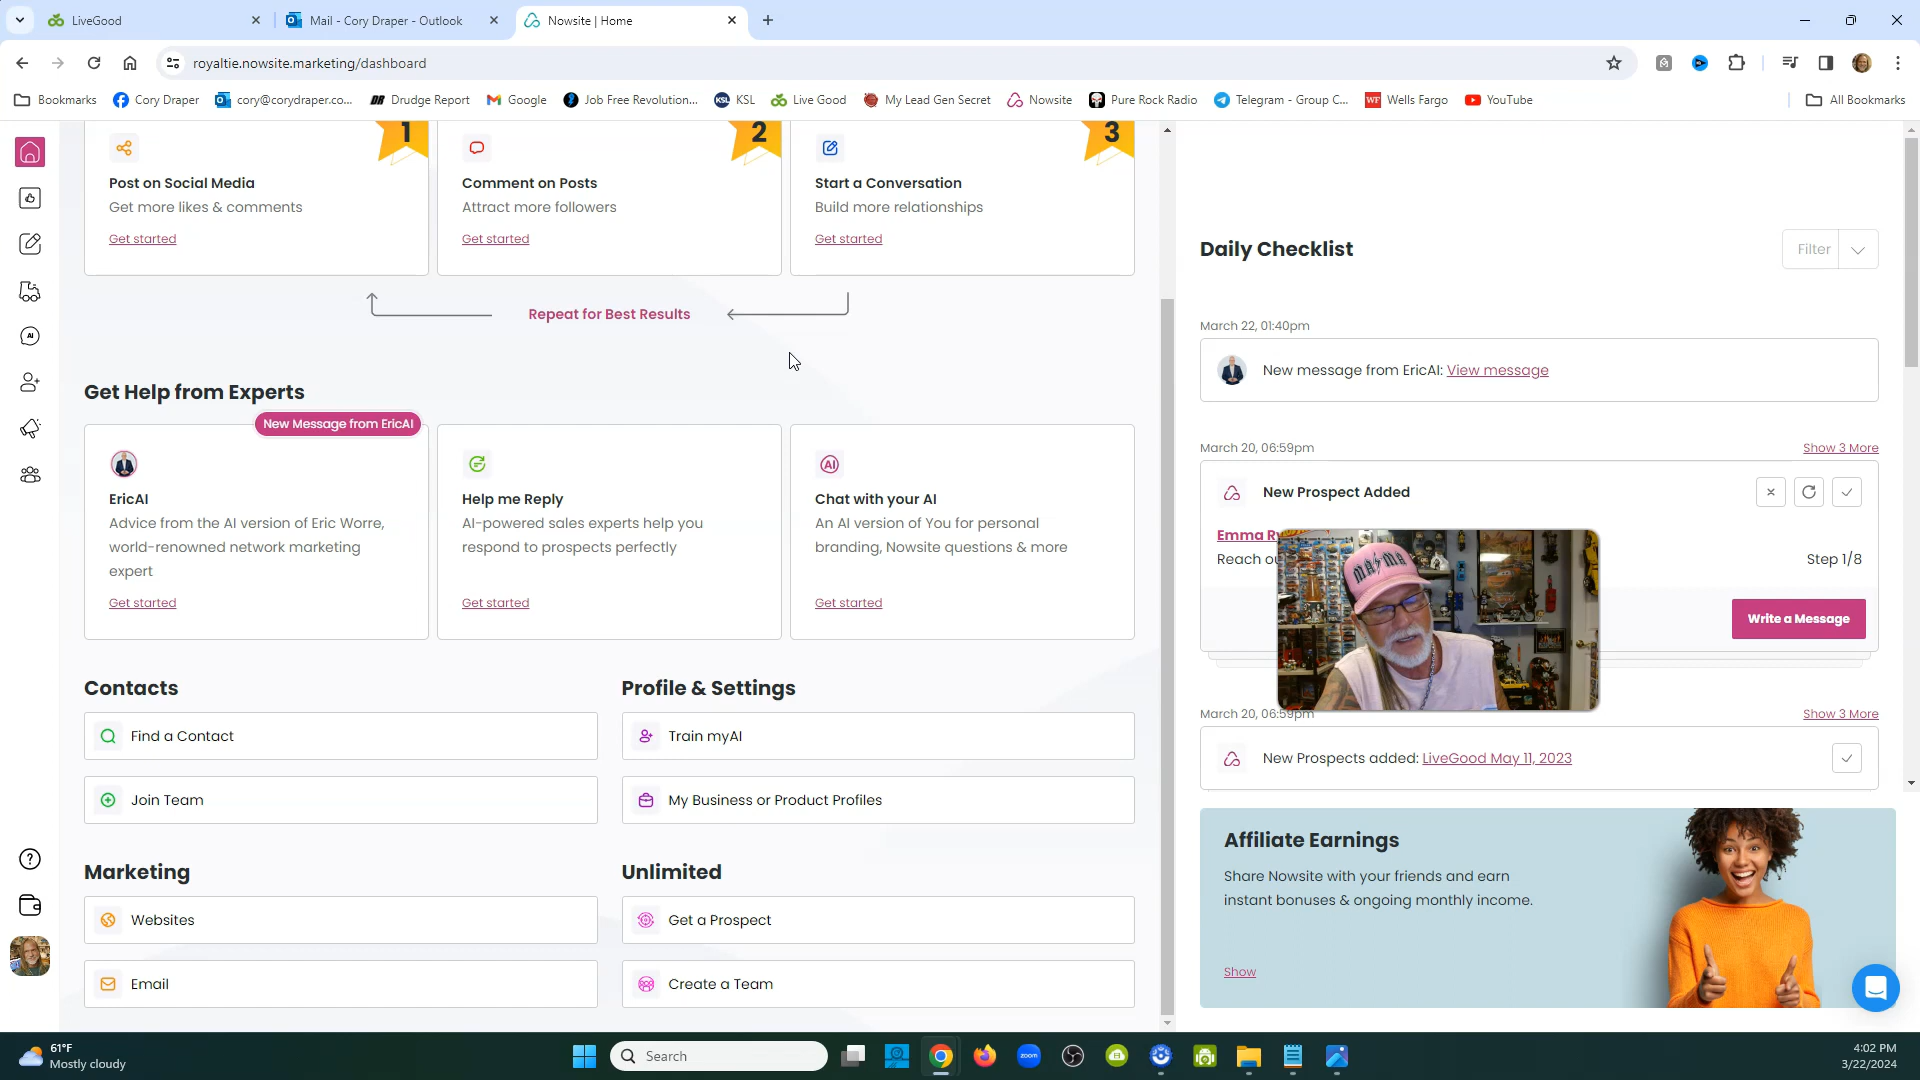 LiveGood
Mail - Cory Draper - Outlook
Nowsite | Home
royaltie.nowsite.marketing/dashboard
Bookmarks
Cory Draper
cory@corydraper.co...
Drudge Report
Google
Job Free Revolution...
KSL
Live Good
My Lead Gen Secret
Nowsite
Pure Rock Radio
Telegram - Group C...
Wells Fargo
YouTube
All Bookmarks
1
Post on Social Media
Get more likes & comments
Get started
2
Comment on Posts
Attract more followers
Get started
3
Start a Conversation
Build more relationships
Get started
Repeat for Best Results
Get Help from Experts
New Message from EricAI
EricAI
Advice from the AI version of Eric Worre,
world-renowned network marketing
expert
Get started
Help me Reply
AI-powered sales experts help you
respond to prospects perfectly
Get started
AI
Chat with your AI
An AI version of You for personal
branding, Nowsite questions & more
Get started
Contacts
Find a Contact
Join Team
Profile & Settings
Train myAI
My Business or Product Profiles
Marketing
Websites
Email
Unlimited
Get a Prospect
Create a Team
Daily Checklist
Filter
March 22, 01:40pm
New message from EricAI: View message
March 20, 06:59pm
Show 3 More
New Prospect Added
Emma
Reach
Step 1/8
MA MA
Write a Message
March 20, 06:59pm
Show 3 More
New Prospects added: LiveGood May 11, 2023
Affiliate Earnings
Share Nowsite with your friends and earn
instant bonuses & ongoing monthly income.
Show
61°F
Mostly cloudy
Search
zoom
4:02 PM
3/22/2024